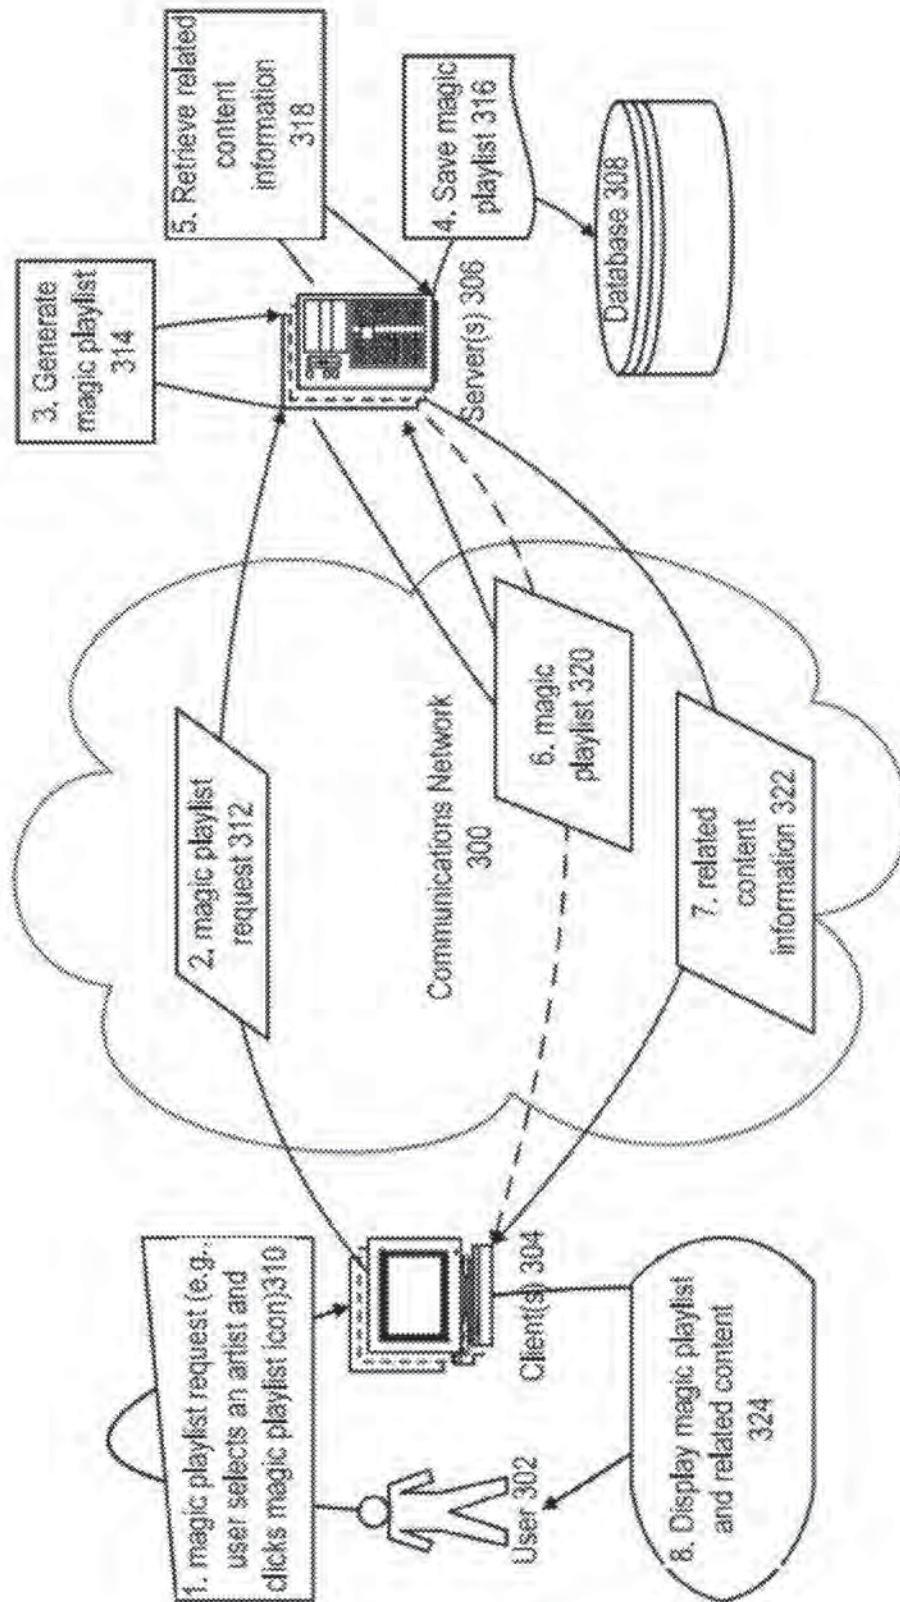 1. magic playlist request (e.g.,
user selects an artist and
clicks magic playlist icon)310
User 302
Client(s) 304
8. Display magic playlist
and related content
324
2. magic playlist
request 312
Communications Network
300
6. magic
playlist 320
7. related
content
information 322
3. Generate
magic playlist
314
5. Retrieve related
content
information
318
Server(s) 306
4. Save magic
playlist 316
Database 308